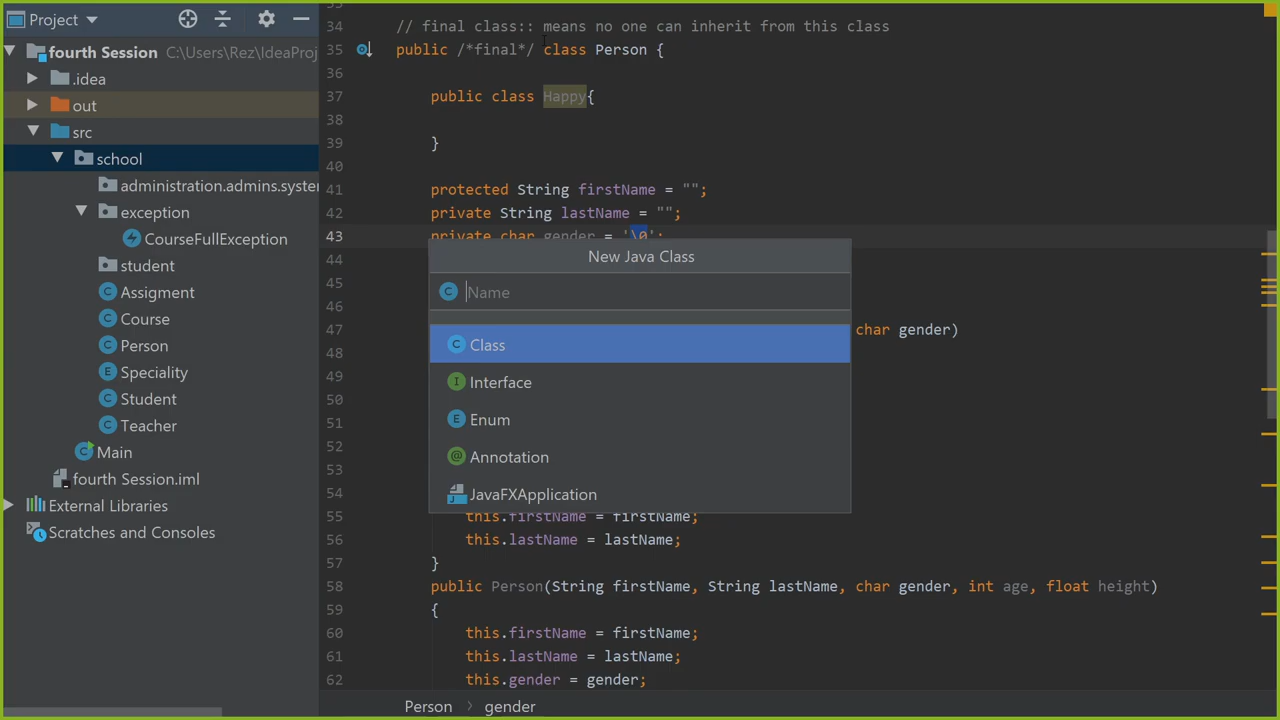 Project
fourth Session C:\Users\Rez\IdeaProj
.idea
out
src
school
administration.admins.system
exception
CourseFullException
student
Assigment
Course
Person
Speciality
Student
Teacher
Main
fourth Session.iml
External Libraries
Scratches and Consoles
34 // final class:: means no one can inherit from this class
35 public /*final*/ class Person {
36
37 public class Happy{
38
39 }
40
41 protected String firstName = "";
42 private String lastName = "";
43 private char gender = '\0';
44
45
46
47 char gender)
48
49
50
51
52
53
54
55 this.firstName = firstName;
56 this.lastName = lastName;
57 }
58 public Person(String firstName, String lastName, char gender, int age, float height)
59 {
60 this.firstName = firstName;
61 this.lastName = lastName;
62 this.gender = gender;
New Java Class
Name
Class
Interface
Enum
Annotation
JavaFXApplication
Person > gender